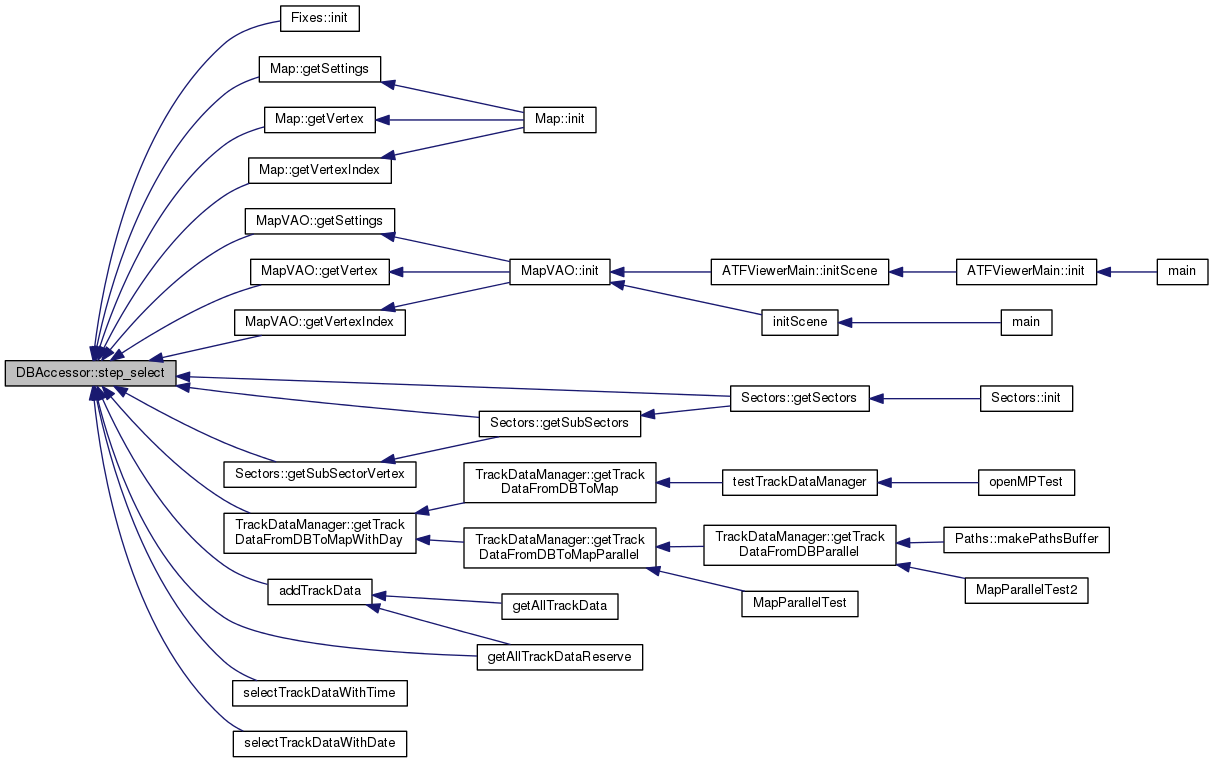 Fixes::init
Map::getSettings
Map::getVertex
Map::init
Map::getVertexIndex
MapVAO::getSettings
MapVAO::getVertex
MapVAO::init
ATFViewerMain::initScene
ATFViewerMain::init
main
MapVAO::getVertexIndex
initScene
main
DBAccessor::step_select
Sectors::getSectors
Sectors::init
Sectors::getSubSectors
Sectors::getSubSectorVertex
TrackDataManager::getTrack
DataFromDBToMap
testTrackDataManager
openMPTest
TrackDataManager::getTrack
DataFromDBToMapWithDay
TrackDataManager::getTrack
DataFromDBToMapParallel
TrackDataManager::getTrack
DataFromDBParallel
Paths::makePathsBuffer
addTrackData
getAllTrackData
MapParallelTest
MapParallelTest2
getAllTrackDataReserve
selectTrackDataWithTime
selectTrackDataWithDate